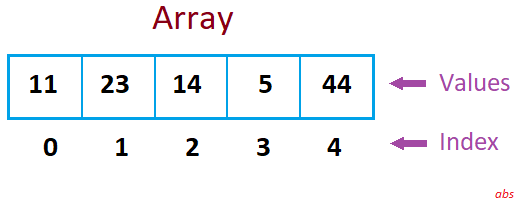 Array
11 23 14 5 44 Values
0 1 2 3 4 Index
abs